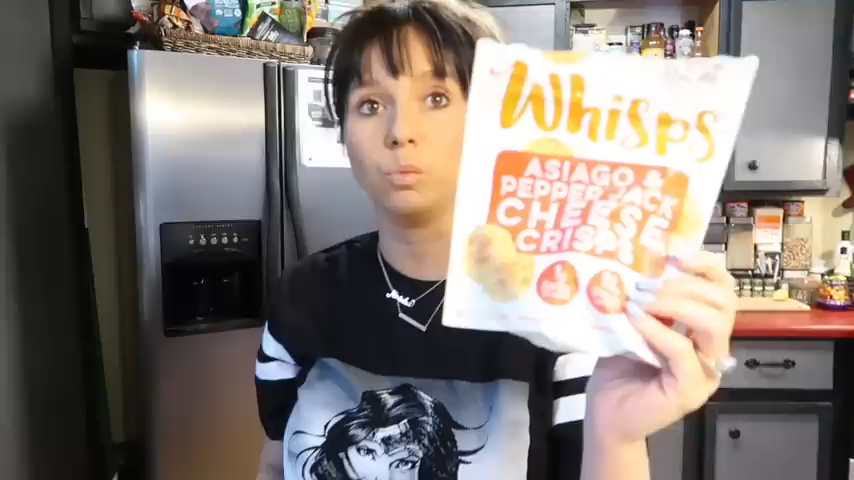 Whisps
ASIAGO &
PEPPER JACK
CHEESE
CRISPS